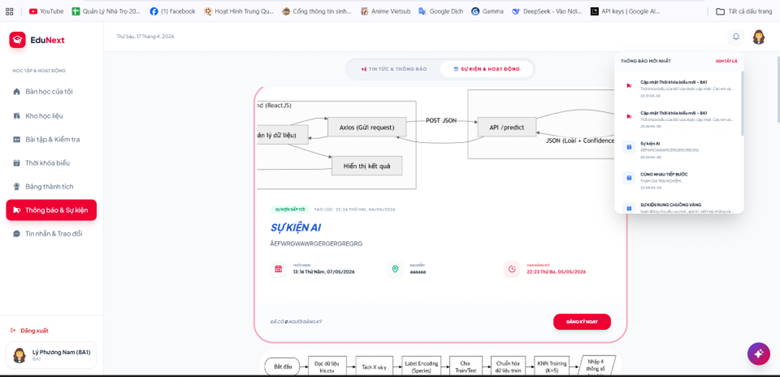 YouTube
Quản Lý Nhà Trọ 20...
(1) Facebook
Hoạt Hình Trung Qu...
Cổng thông tin sinh...
Anime Vietsub
Google Dịch
Gamma
DeepSeek - Vào Nơi...
API keys | Google AI...
Tất cả dấu trang
EduNext
Thứ Sáu, 17 Tháng 4, 2026
HỌC TẬP & HOẠT ĐỘNG
Bàn học của tôi
Kho học liệu
Bài tập & Kiểm tra
Thời khóa biểu
Bảng thành tích
Thông báo & Sự kiện
Tin nhắn & Trao đổi
Đăng xuất
Lý Phương Nam (8A1)
8A1
TIN TỨC & THÔNG BÁO
SỰ KIỆN & HOẠT ĐỘNG
nd (ReactJS)
ản lý dữ liệu)
Axios (Gửi request)
Hiển thị kết quả
POST JSON
API /predict
JSON (Loài + Confidence
SỰ KIỆN SẮP TỚI
TẠO LÚC: 22:24 THỨ HAI, 04/05/2026
SỰ KIỆN AI
ÂEFWRGWAWRGERGERGREGRG
THỜI GIAN
13:16 Thứ Năm, 07/05/2026
ĐỊA ĐIỂM
aaaaaa
HẠN ĐĂNG KÝ
22:23 Thứ Ba, 05/05/2026
ĐÃ CÓ 0 NGƯỜI ĐĂNG KÝ
ĐĂNG KÝ NGAY
Bắt đầu
Đọc dữ liệu
Iris.csv
Tách X và y
Label Encoding
(Species)
Chia
Train/Test
Chuẩn hóa
dữ liệu train
KNN Training
(K=5)
Nhập 4
thông số
THÔNG BÁO MỚI NHẤT
XEM TẤT CẢ
Cập nhật Thời khóa biểu mới - 8A1
Cập nhật Thời khóa biểu mới - 8A1
Sự kiện AI
ÂEFWRGWAWRGERGERGREGRG
CÙNG NHAU TIẾP BƯỚC
THAM GIA TRẢI NGHIỆM
SỰ KIỆN RUNG CHUÔNG VÀNG